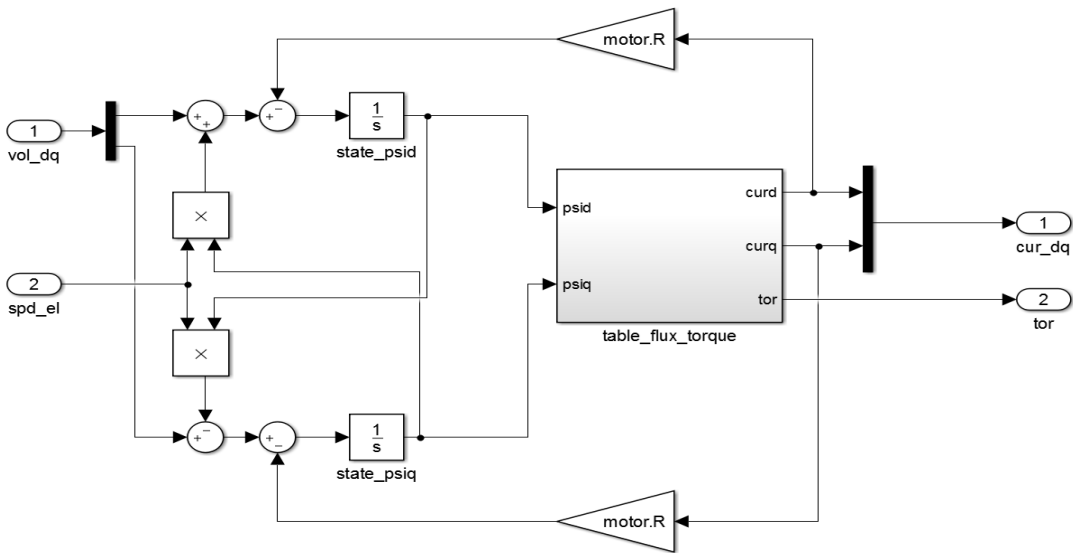 motor.R
+ −
+
+ −
1
s
1
vol_dq
state_psid
×
psid
curd
curq
1
cur_dq
2
spd_el
psiq
tor
2
tor
table_flux_torque
×
+ −
+
−
1
s
state_psiq
motor.R